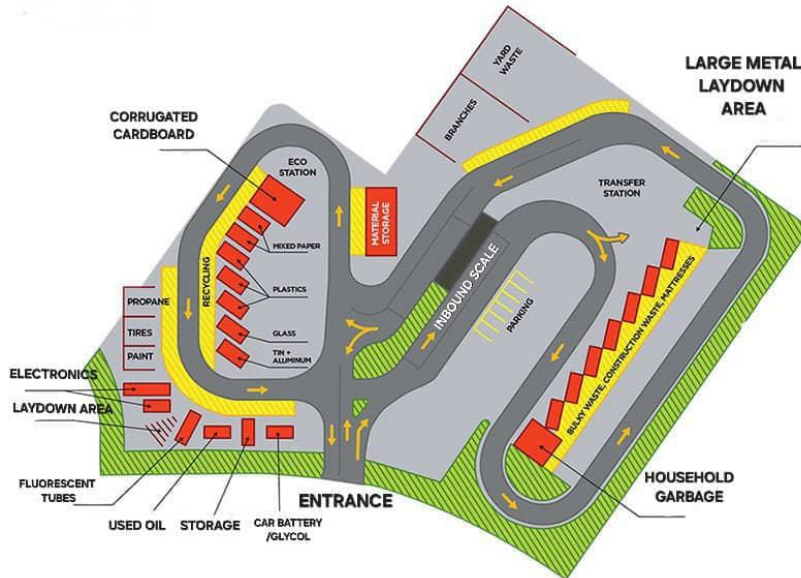 YARD
WASTE
BRANCHES
LARGE METAL
LAYDOWN
AREA
CORRUGATED
CARDBOARD
ECO
STATION
MATERIAL
STORAGE
TRANSFER
STATION
MIXED PAPER
RECYCLING
PLASTICS
INBOUND SCALE
PARKING
PROPANE
TIRES
PAINT
GLASS
TIN +
ALUMINUM
BULKY WASTE, CONSTRUCTION WASTE, MATTRESSES
ELECTRONICS
LAYDOWN AREA
FLUORESCENT
TUBES
USED OIL
STORAGE
CAR BATTERY
/GLYCOL
ENTRANCE
HOUSEHOLD
GARBAGE